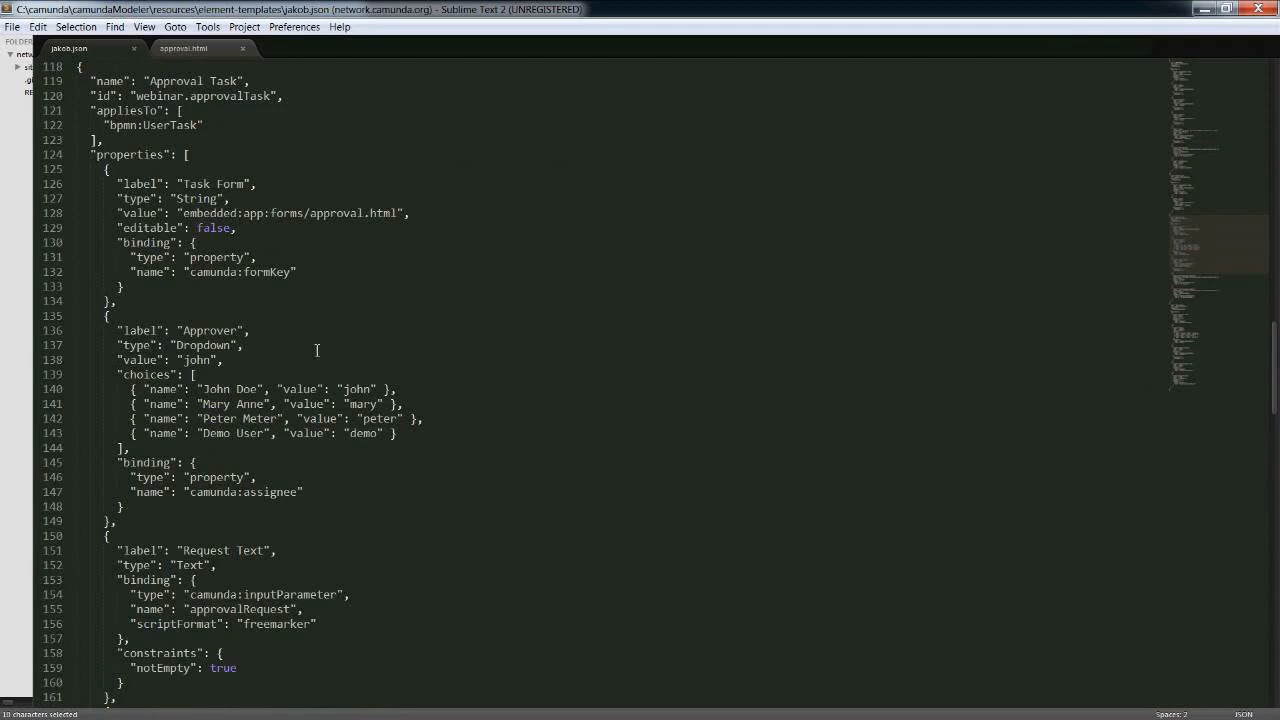 C:\camunda\camundaModeler\resources\element-templates\jakob.json (network.camunda.org) - Sublime Text 2 (UNREGISTERED)
File Edit Selection Find View Goto Tools Project Preferences Help
FOLDER
jakob.json
approval.html
118 {
119 "name": "Approval Task",
120 "id": "webinar.approvalTask",
121 "appliesTo": [
122 "bpmn:UserTask"
123 ],
124 "properties": [
125 {
126 "label": "Task Form",
127 "type": "String",
128 "value": "embedded:app:forms/approval.html",
129 "editable": false,
130 "binding": {
131 "type": "property",
132 "name": "camunda:formKey"
133 }
134 },
135 {
136 "label": "Approver",
137 "type": "Dropdown",
138 "value": "john",
139 "choices": [
140 { "name": "John Doe", "value": "john" },
141 { "name": "Mary Anne", "value": "mary" },
142 { "name": "Peter Meter", "value": "peter" },
143 { "name": "Demo User", "value": "demo" }
144 ],
145 "binding": {
146 "type": "property",
147 "name": "camunda:assignee"
148 }
149 },
150 {
151 "label": "Request Text",
152 "type": "Text",
153 "binding": {
154 "type": "camunda:inputParameter",
155 "name": "approvalRequest",
156 "scriptFormat": "freemarker"
157 },
158 "constraints": {
159 "notEmpty": true
160 }
161 },
10 characters selected
Spaces: 2
JSON